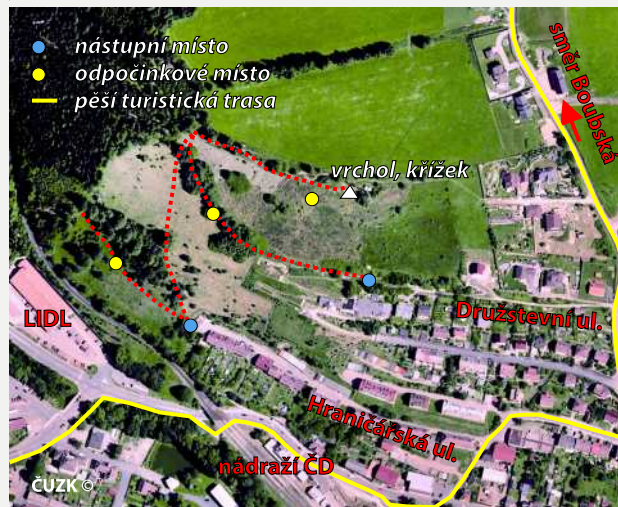 nástupní místo
odpočinkové místo
pěší turistická trasa
směr Boubská
vrchol, křížek
LIDL
Družstevní ul.
Hraničářská ul.
nádraží ČD
ČUZK ©